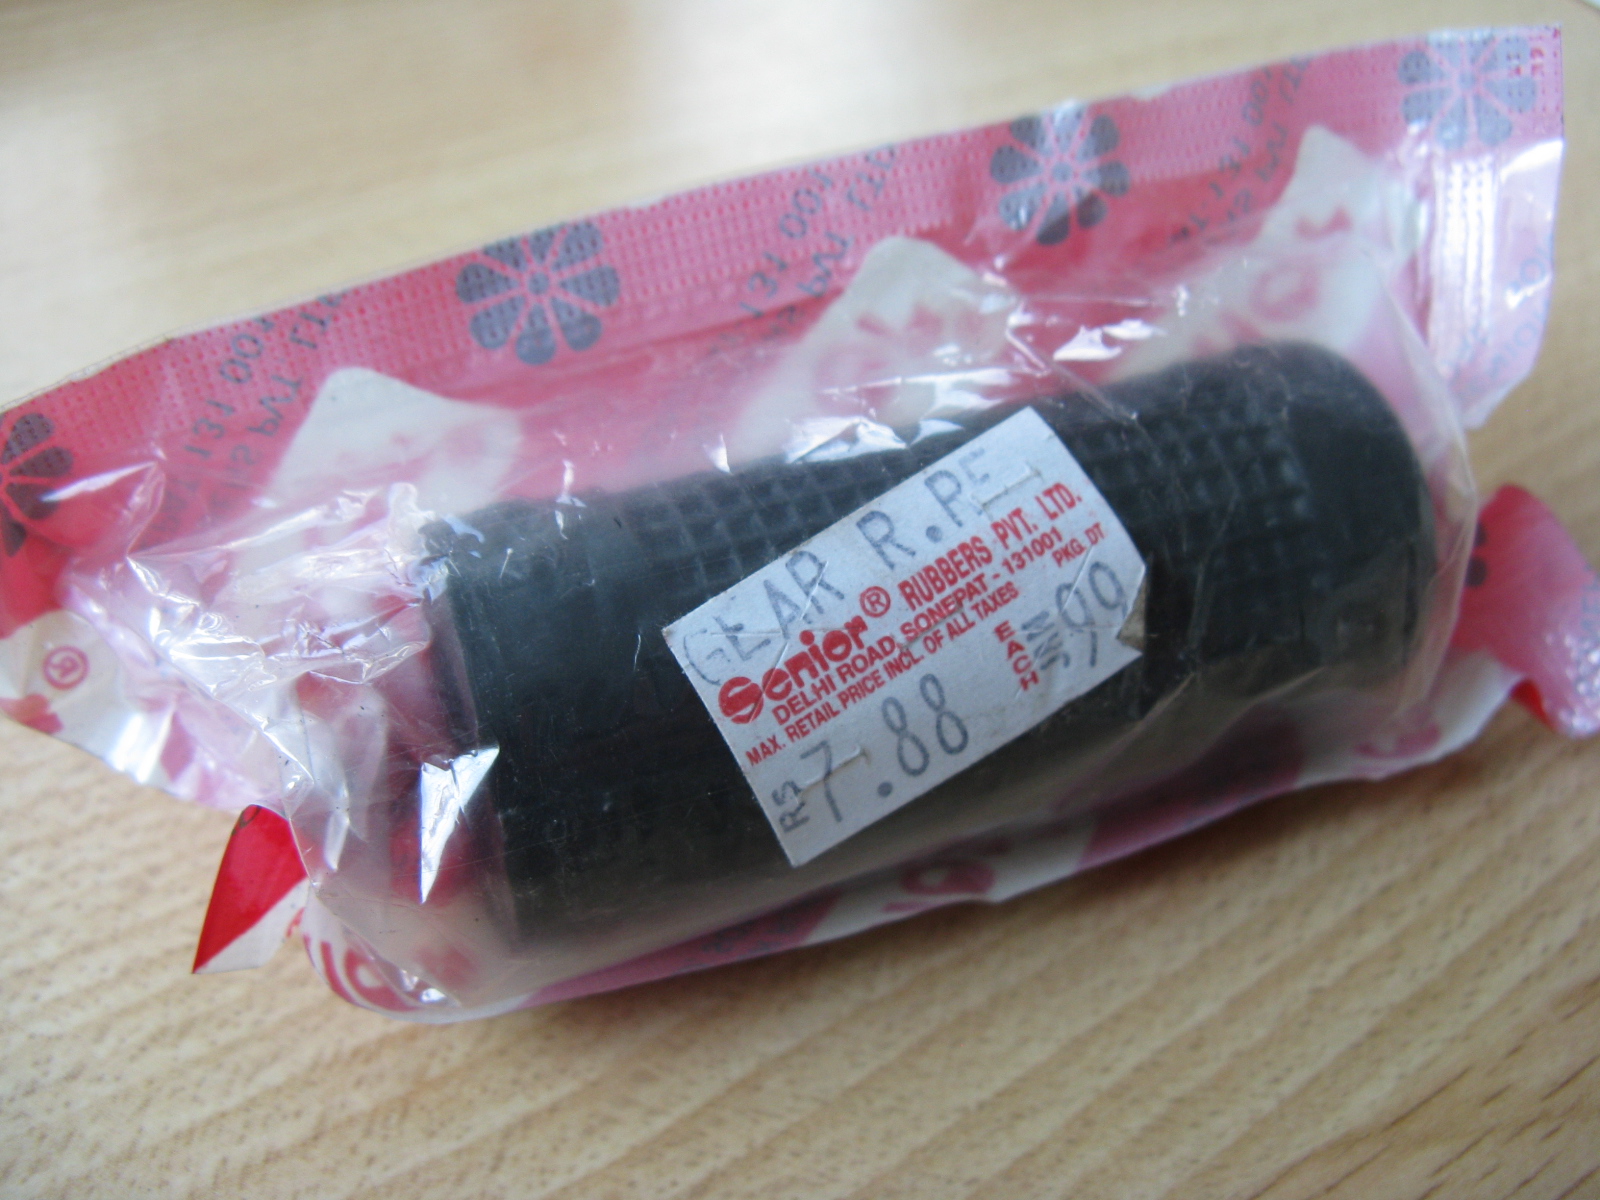 GEAR R.RE
Senior® RUBBERS PVT. LTD.
DELHI ROAD, SONEPAT - 131001
MAX. RETAIL PRICE INCL. OF ALL TAXES
PKG. DT
RS 7.88
EACH
JAN 99
®